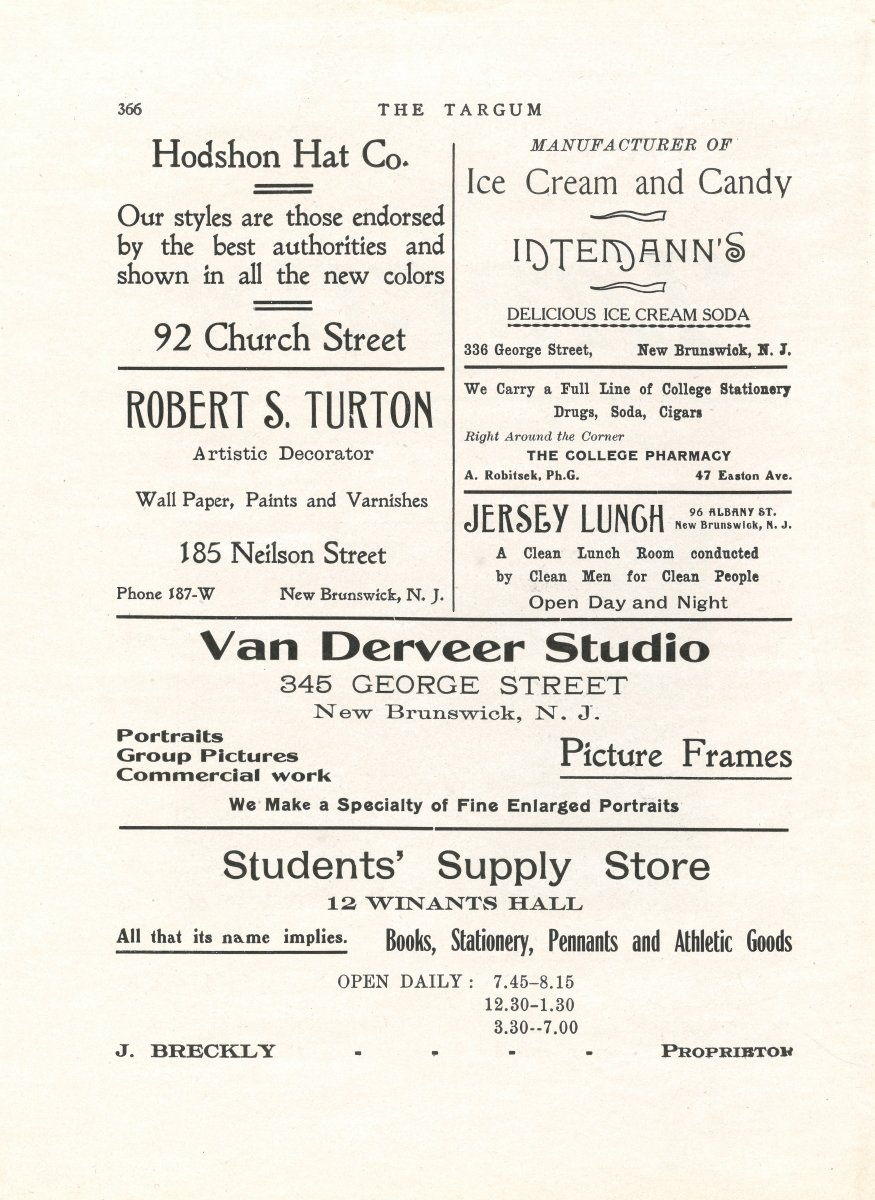 366
THE TARGUM
Hodshon Hat Co.
Our styles are those endorsed
by the best authorities and
shown in all the new colors
92 Church Street
ROBERT S. TURTON
Artistic Decorator
Wall Paper, Paints and Varnishes
185 Neilson Street
Phone 187-W New Brunswick, N. J.
MANUFACTURER OF
Ice Cream and Candy
INTEMANN'S
DELICIOUS ICE CREAM SODA
336 George Street, New Brunswick, N. J.
We Carry a Full Line of College Stationery
Drugs, Soda, Cigars
Right Around the Corner
THE COLLEGE PHARMACY
A. Robitsek, Ph.G. 47 Easton Ave.
JERSEY LUNCH 96 ALBANY ST.
New Brunswick, N. J.
A Clean Lunch Room conducted
by Clean Men for Clean People
Open Day and Night
Van Derveer Studio
345 GEORGE STREET
New Brunswick, N. J.
Portraits
Group Pictures
Commercial work
Picture Frames
We Make a Specialty of Fine Enlarged Portraits
Students' Supply Store
12 WINANTS HALL
All that its name implies. Books, Stationery, Pennants and Athletic Goods
OPEN DAILY : 7.45–8.15
12.30–1.30
3.30--7.00
J. BRECKLY - - - - PROPRIETOR